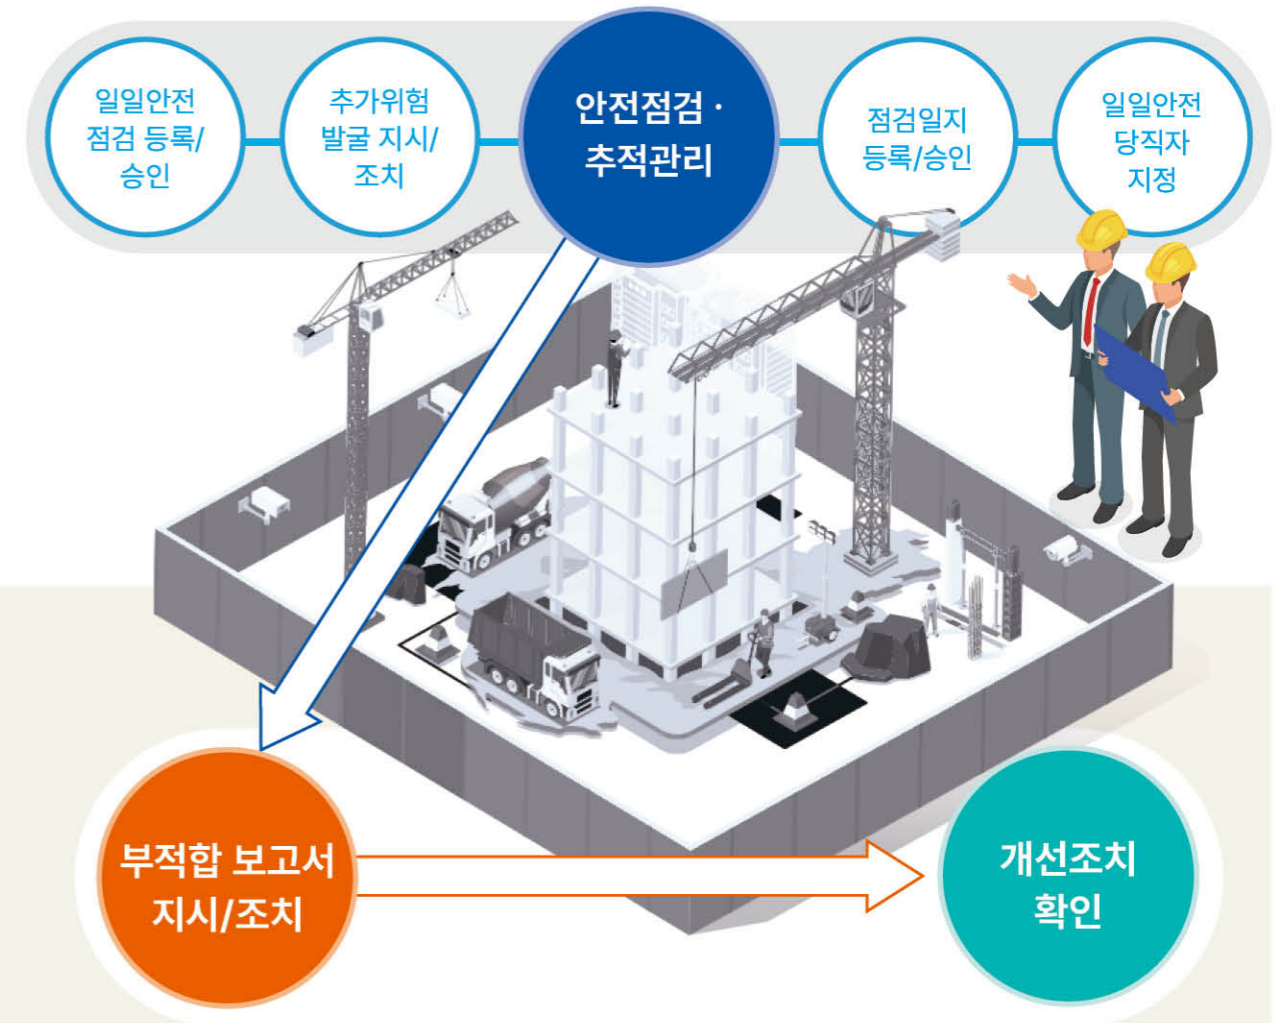 일일안전
점검 등록/
승인
추가위험
발굴 지시/
조치
안전점검 ·
추적관리
점검일지
등록/승인
일일안전
당직자
지정
부적합 보고서
지시/조치
개선조치
확인